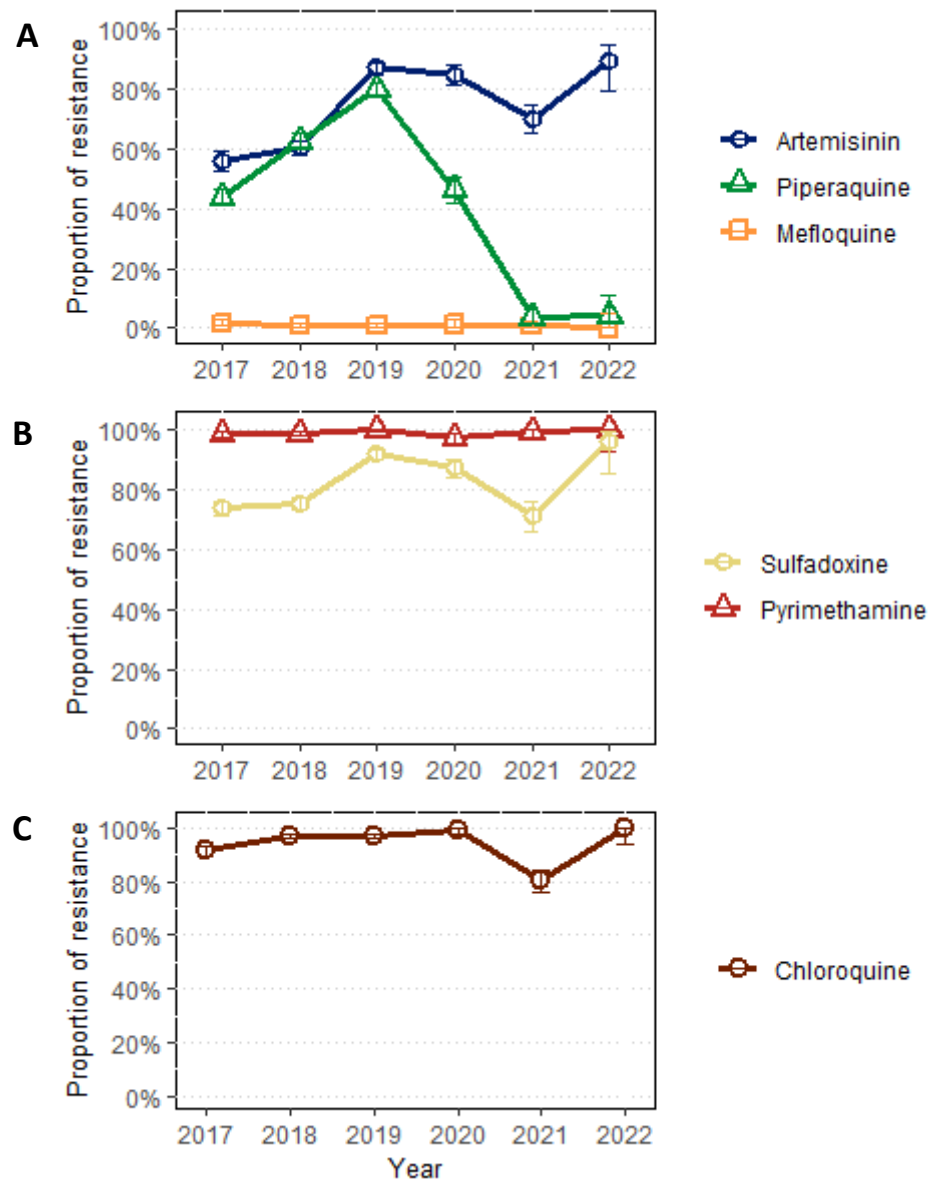 A
Proportion of resistance
100%
80%
60%
40%
20%
0%
2017 2018 2019 2020 2021 2022
Artemisinin
Piperaquine
Mefloquine
B
Proportion of resistance
100%
80%
60%
40%
20%
0%
2017 2018 2019 2020 2021 2022
Sulfadoxine
Pyrimethamine
C
Proportion of resistance
100%
80%
60%
40%
20%
0%
2017 2018 2019 2020 2021 2022
Year
Chloroquine